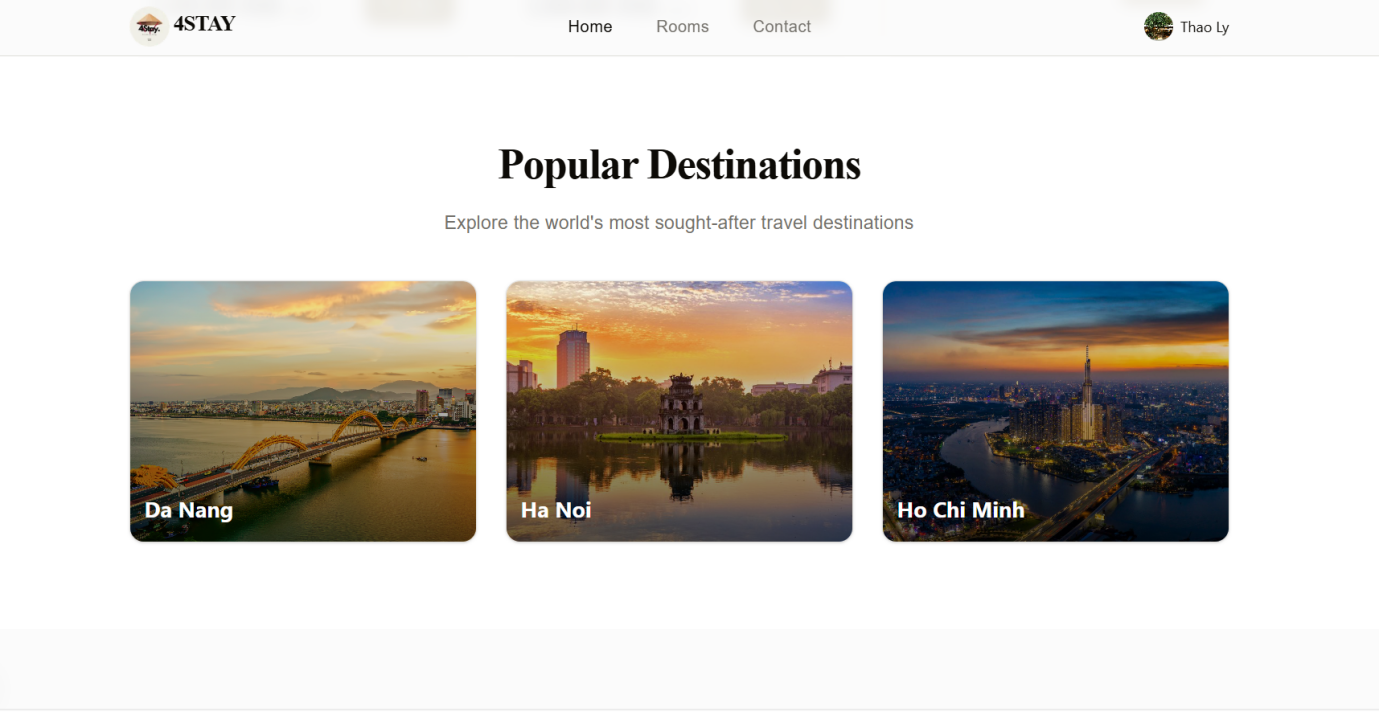 4Stay.
4STAY
Home
Rooms
Contact
Thao Ly
Popular Destinations
Explore the world's most sought-after travel destinations
Da Nang
Ha Noi
Ho Chi Minh